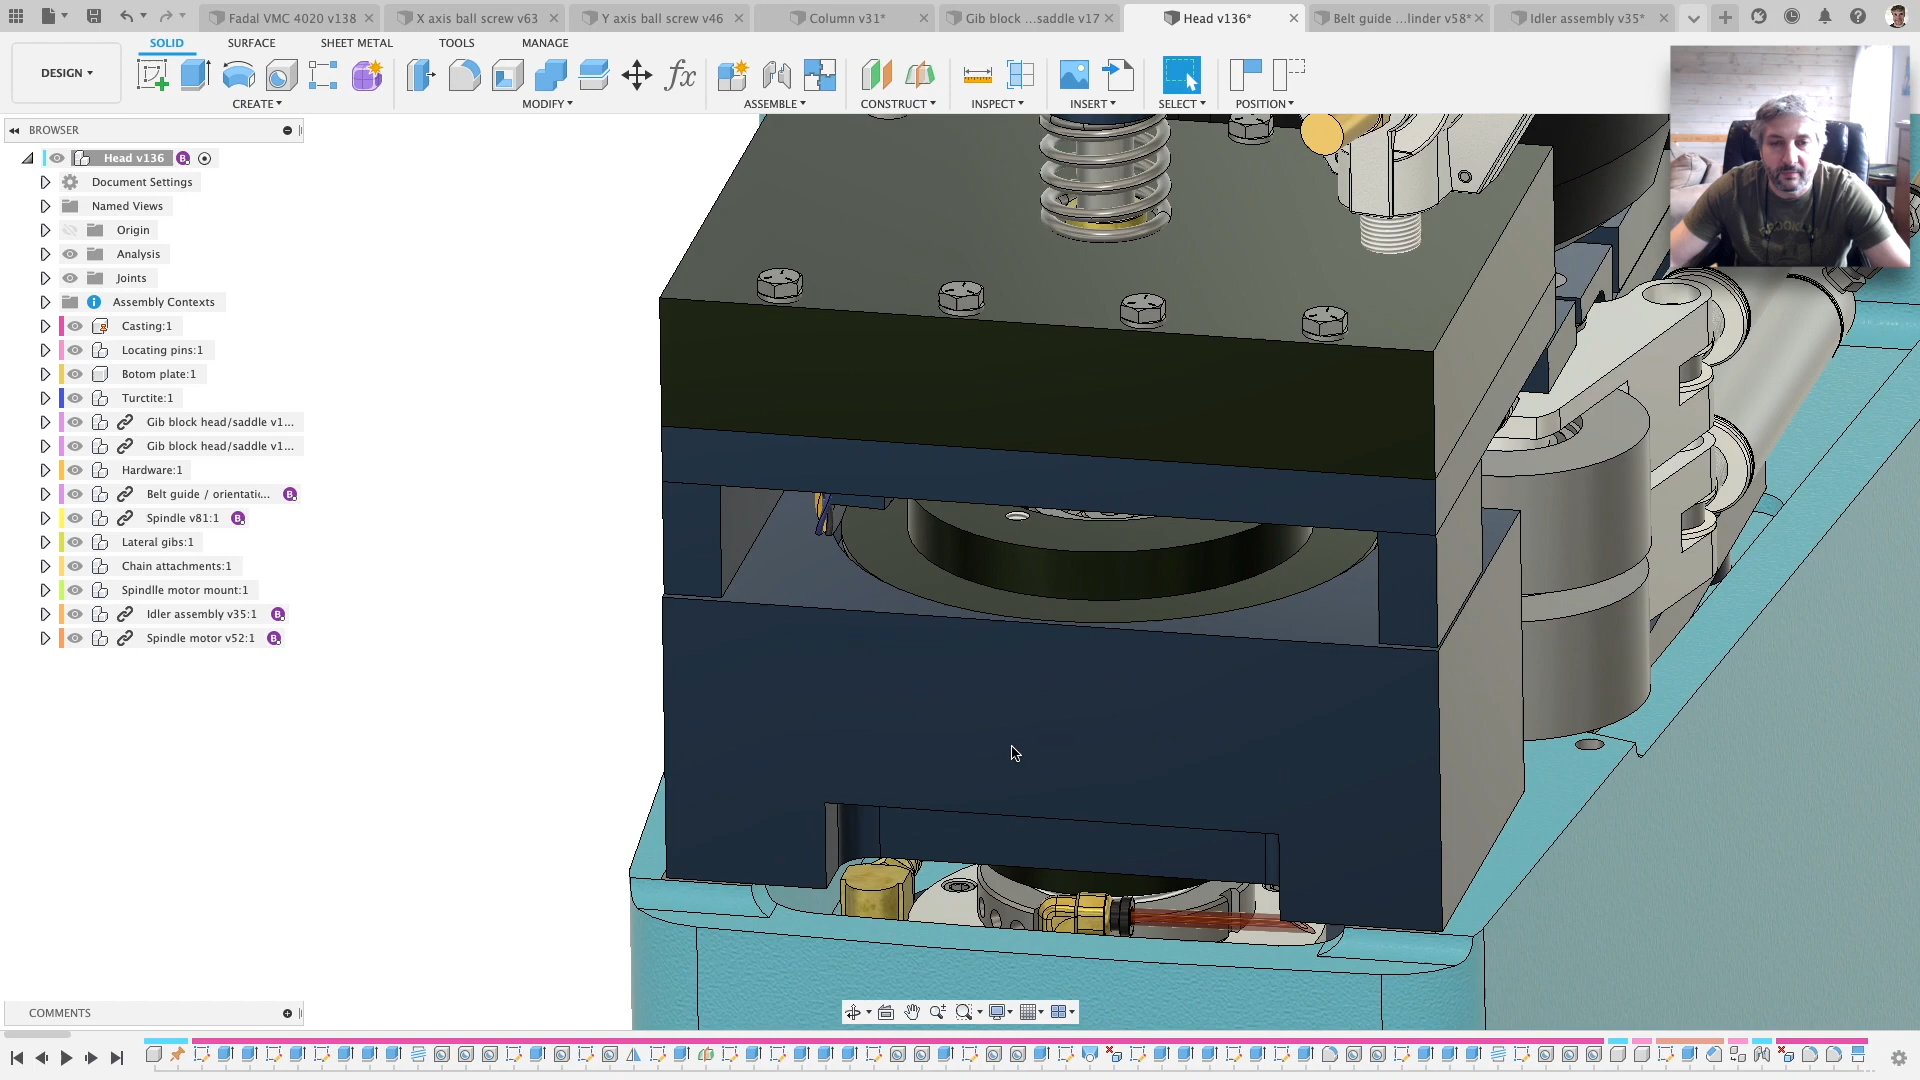 Fadal VMC 4020 v138
X axis ball screw v63
Y axis ball screw v46
Column v31*
Gib block ...saddle v17
Head v136*
Belt guide ...linder v58*
Idler assembly v35*
SOLID
SURFACE
SHEET METAL
TOOLS
MANAGE
DESIGN
CREATE
MODIFY
ASSEMBLE
CONSTRUCT
INSPECT
INSERT
SELECT
POSITION
BROWSER
Head v136
Document Settings
Named Views
Origin
Analysis
Joints
Assembly Contexts
Casting:1
Locating pins:1
Botom plate:1
Turctite:1
Gib block head/saddle v1...
Gib block head/saddle v1...
Hardware:1
Belt guide / orientatic...
Spindle v81:1
Lateral gibs:1
Chain attachments:1
Spindlle motor mount:1
Idler assembly v35:1
Spindle motor v52:1
COMMENTS